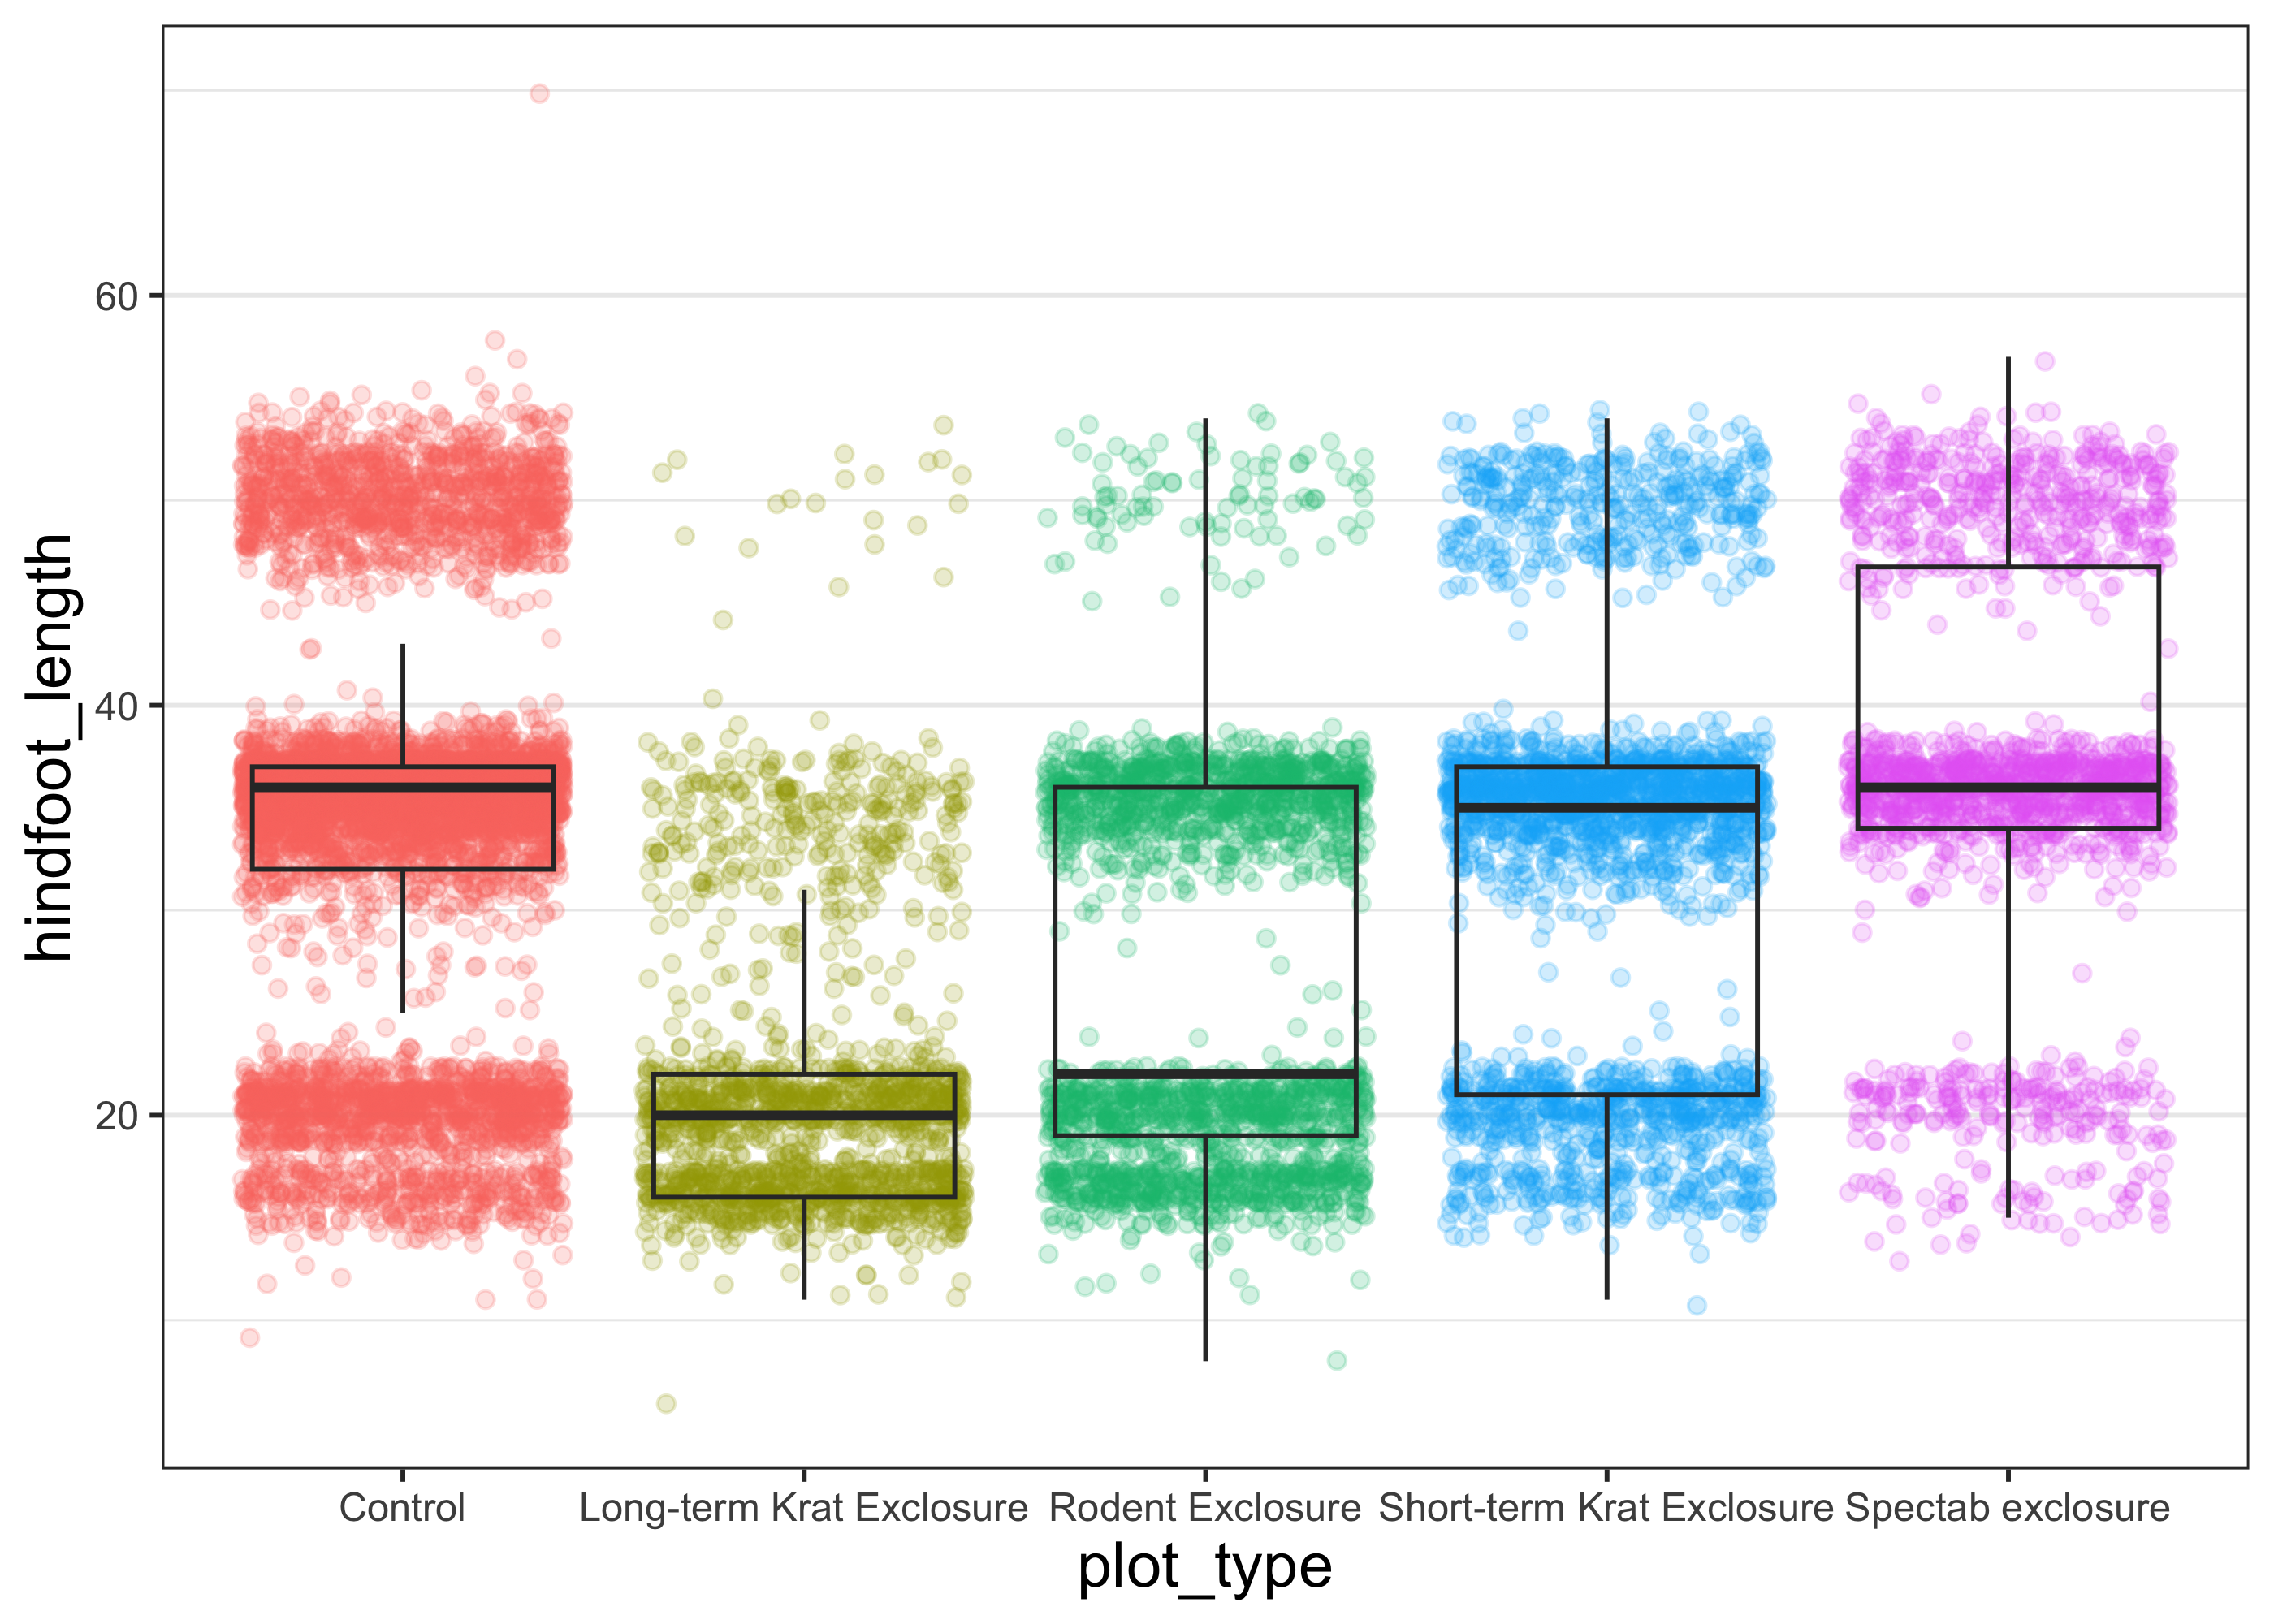 hindfoot_length
60
40
20
Control Long-term Krat Exclosure Rodent Exclosure Short-term Krat Exclosure Spectab exclosure
plot_type